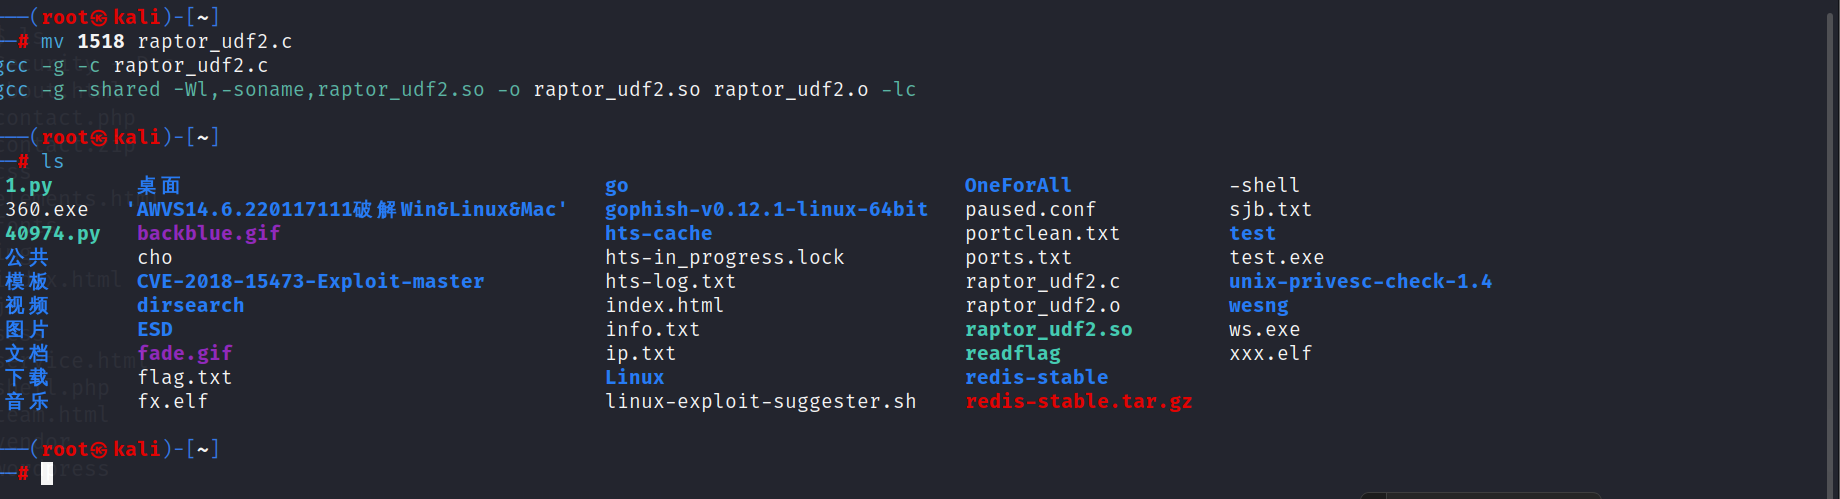 ──(root㉿kali)-[~]
─# mv 1518 raptor_udf2.c
gcc -g -c raptor_udf2.c
gcc -g -shared -Wl,-soname,raptor_udf2.so -o raptor_udf2.so raptor_udf2.o -lc
──(root㉿kali)-[~]
─# ls
1.py 桌面 go OneForAll -shell
360.exe 'AWVS14.6.220117111破解Win&Linux&Mac' gophish-v0.12.1-linux-64bit paused.conf sjb.txt
40974.py backblue.gif hts-cache portclean.txt test
公共 cho hts-in_progress.lock ports.txt test.exe
模板 CVE-2018-15473-Exploit-master hts-log.txt raptor_udf2.c unix-privesc-check-1.4
视频 dirsearch index.html raptor_udf2.o wesng
图片 ESD info.txt raptor_udf2.so ws.exe
文档 fade.gif ip.txt readflag xxx.elf
下载 flag.txt Linux redis-stable
音乐 fx.elf linux-exploit-suggester.sh redis-stable.tar.gz
──(root㉿kali)-[~]
─#